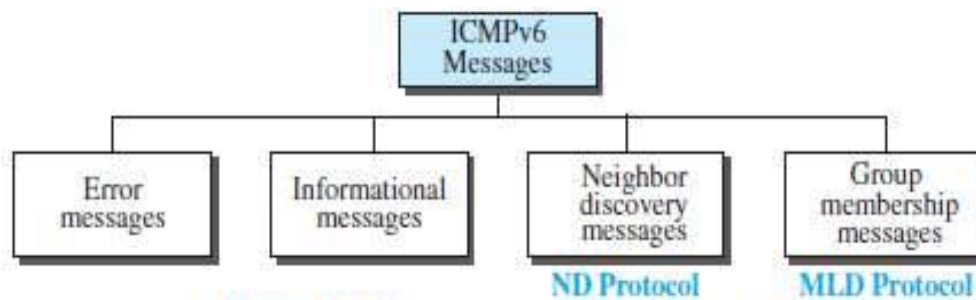 ICMPv6
Messages
Error
messages
Informational
messages
Neighbor
discovery
messages
Group
membership
messages
ND Protocol
MLD Protocol